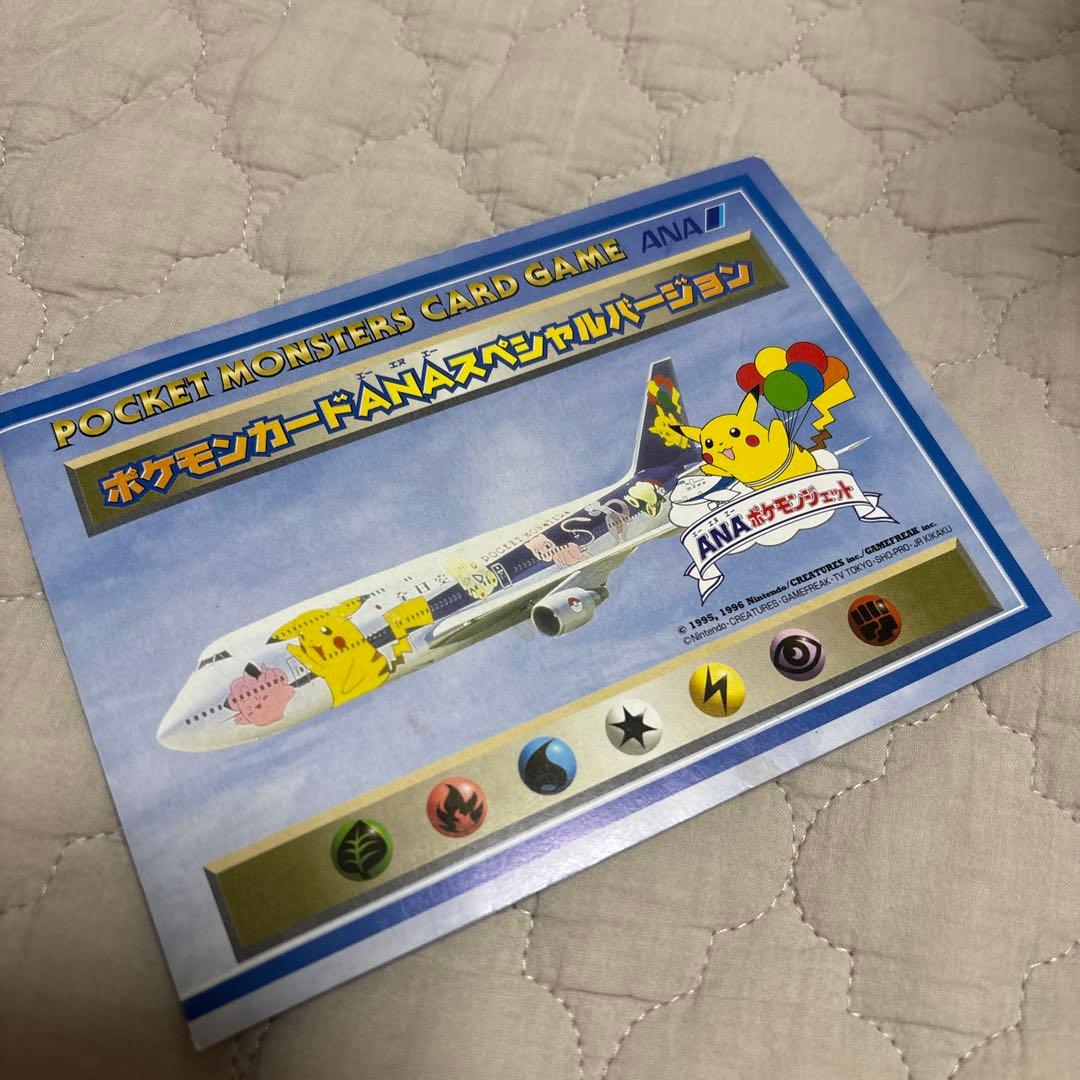 POCKET MONSTERS CARD GAME ANA
エー エヌ エー
ポケモンカードANAスペシャルバージョン
POCKET MONSTERS
全日空
エー エヌ エー
ANAポケモンジェット
© 1995, 1996 Nintendo/CREATURES inc./GAMEFREAK inc.
©Nintendo・CREATURES・GAMEFREAK・TV TOKYO・SHO-PRO・JR KIKAKU